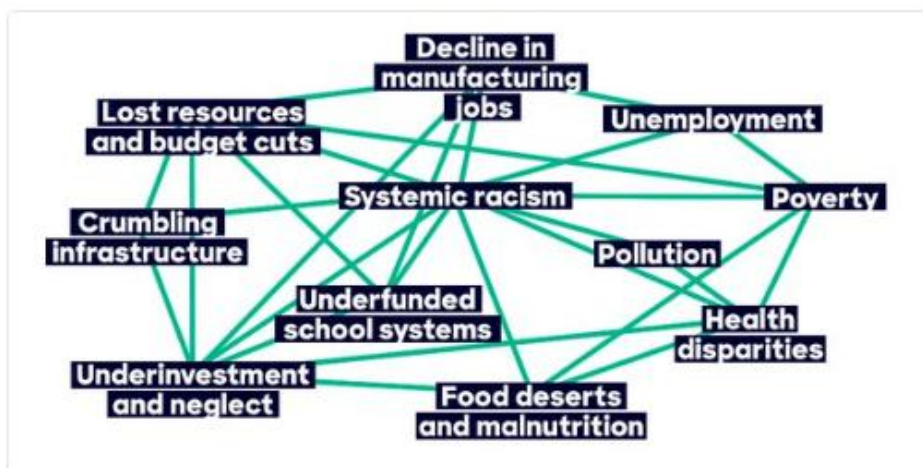 Decline in
manufacturing
jobs
Lost resources
and budget cuts
Unemployment
Systemic racism
Poverty
Crumbling
infrastructure
Pollution
Underfunded
school systems
Health
disparities
Underinvestment
and neglect
Food deserts
and malnutrition